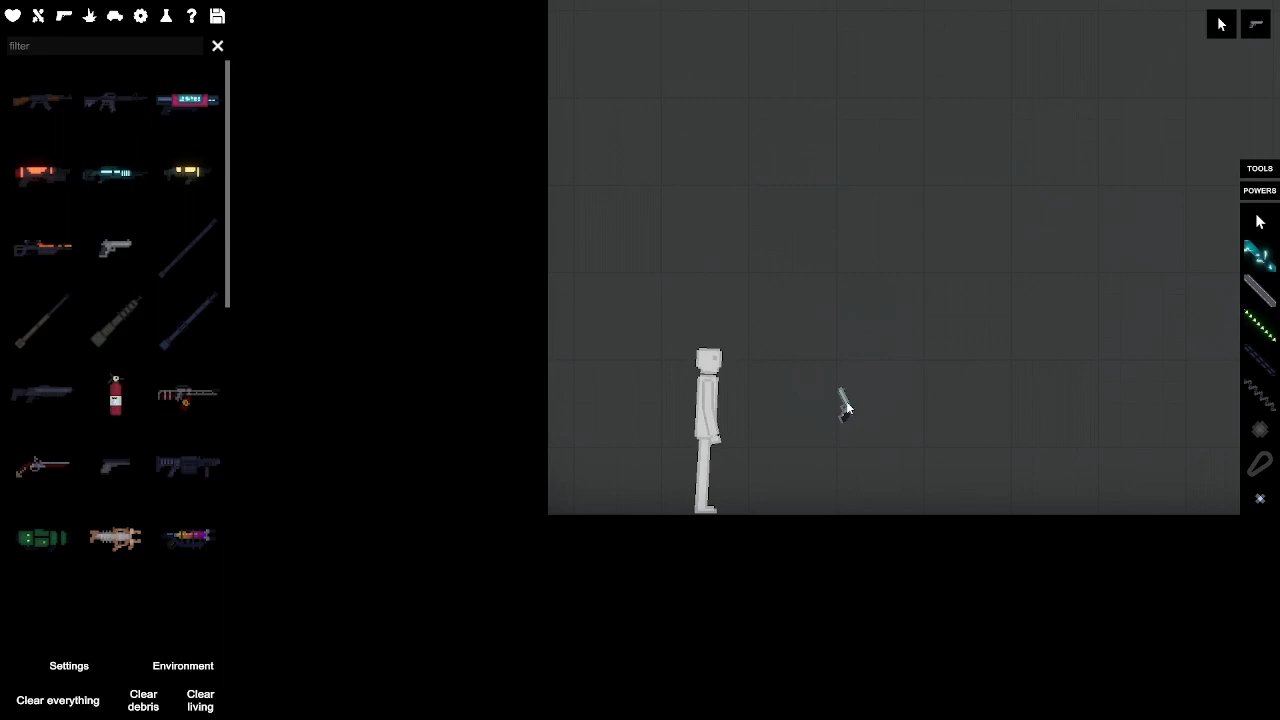 filter
TOOLS
POWERS
Settings
Environment
Clear everything
Clear
debris
Clear
living